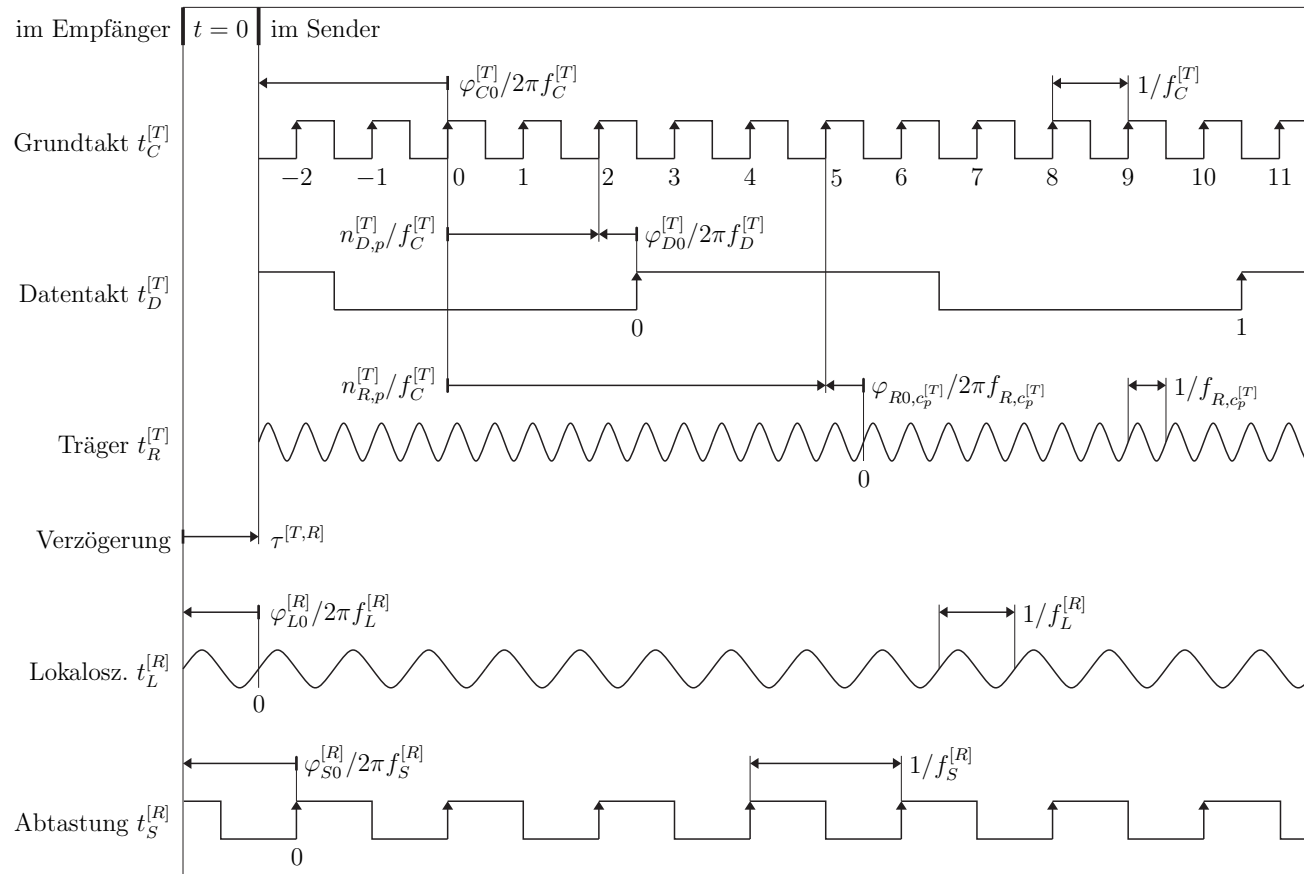 im Empfänger t = 0 im Sender
φ_{C0}^{[T]}/2πf_C^{[T]} 1/f_C^{[T]}
Grundtakt t_C^{[T]}
−2 −1 0 1 2 3 4 5 6 7 8 9 10 11
n_{D,p}^{[T]}/f_C^{[T]} φ_{D0}^{[T]}/2πf_D^{[T]}
Datentakt t_D^{[T]}
0 1
n_{R,p}^{[T]}/f_C^{[T]} φ_{R0,c_p^{[T]}}/2πf_{R,c_p^{[T]}} 1/f_{R,c_p^{[T]}}
Träger t_R^{[T]}
0
Verzögerung τ^{[T,R]}
φ_{L0}^{[R]}/2πf_L^{[R]} 1/f_L^{[R]}
Lokalosz. t_L^{[R]}
0
φ_{S0}^{[R]}/2πf_S^{[R]} 1/f_S^{[R]}
Abtastung t_S^{[R]}
0